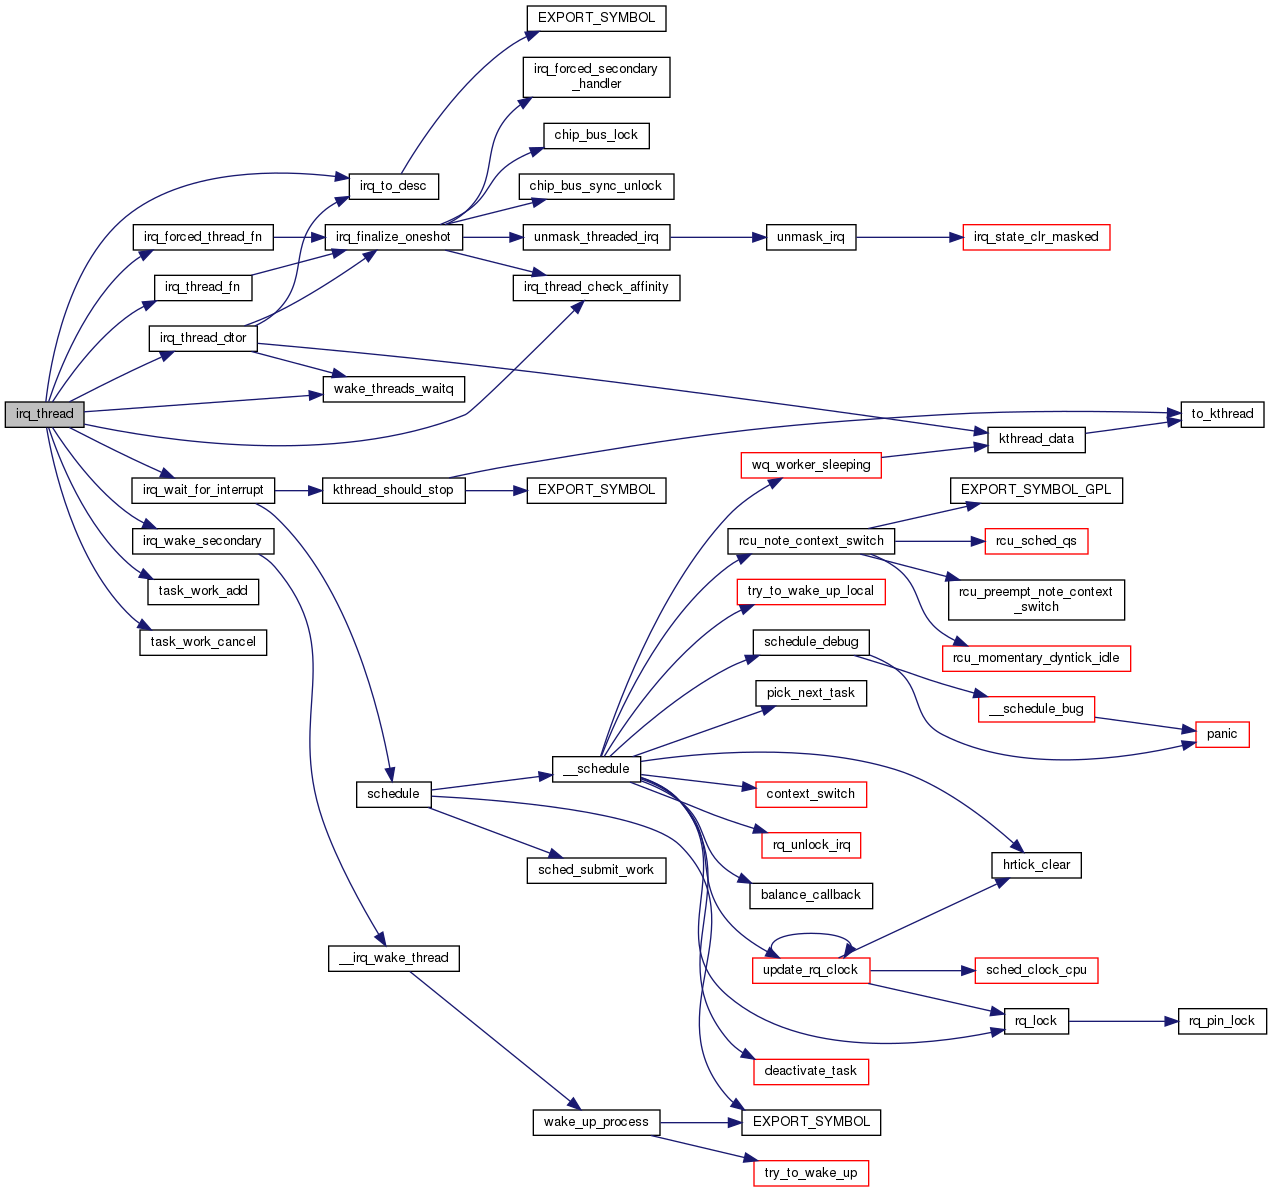 EXPORT_SYMBOL
irq_forced_secondary
_handler
chip_bus_lock
irq_to_desc
chip_bus_sync_unlock
irq_forced_thread_fn
irq_finalize_oneshot
unmask_threaded_irq
unmask_irq
irq_state_clr_masked
irq_thread_fn
irq_thread_check_affinity
irq_thread_dtor
wake_threads_waitq
irq_thread
to_kthread
kthread_data
wq_worker_sleeping
irq_wait_for_interrupt
kthread_should_stop
EXPORT_SYMBOL
EXPORT_SYMBOL_GPL
irq_wake_secondary
rcu_note_context_switch
rcu_sched_qs
task_work_add
try_to_wake_up_local
rcu_preempt_note_context
_switch
task_work_cancel
schedule_debug
rcu_momentary_dyntick_idle
pick_next_task
__schedule_bug
panic
__schedule
schedule
context_switch
rq_unlock_irq
hrtick_clear
sched_submit_work
balance_callback
__irq_wake_thread
update_rq_clock
sched_clock_cpu
rq_lock
rq_pin_lock
deactivate_task
wake_up_process
EXPORT_SYMBOL
try_to_wake_up